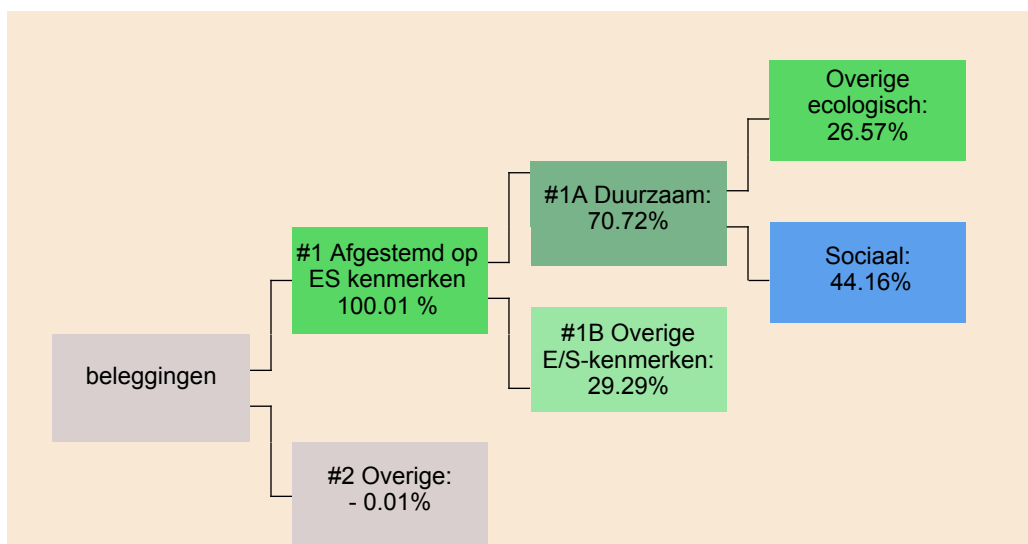 Overige
ecologisch:
26.57%
#1A Duurzaam:
70.72%
#1 Afgestemd op
ES kenmerken
100.01 %
Sociaal:
44.16%
#1B Overige
E/S-kenmerken:
29.29%
beleggingen
#2 Overige:
- 0.01%